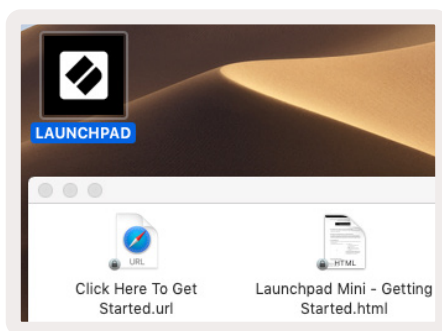 LAUNCHPAD
URL
HTML
Click Here To Get
Started.url
Launchpad Mini - Getting
Started.html